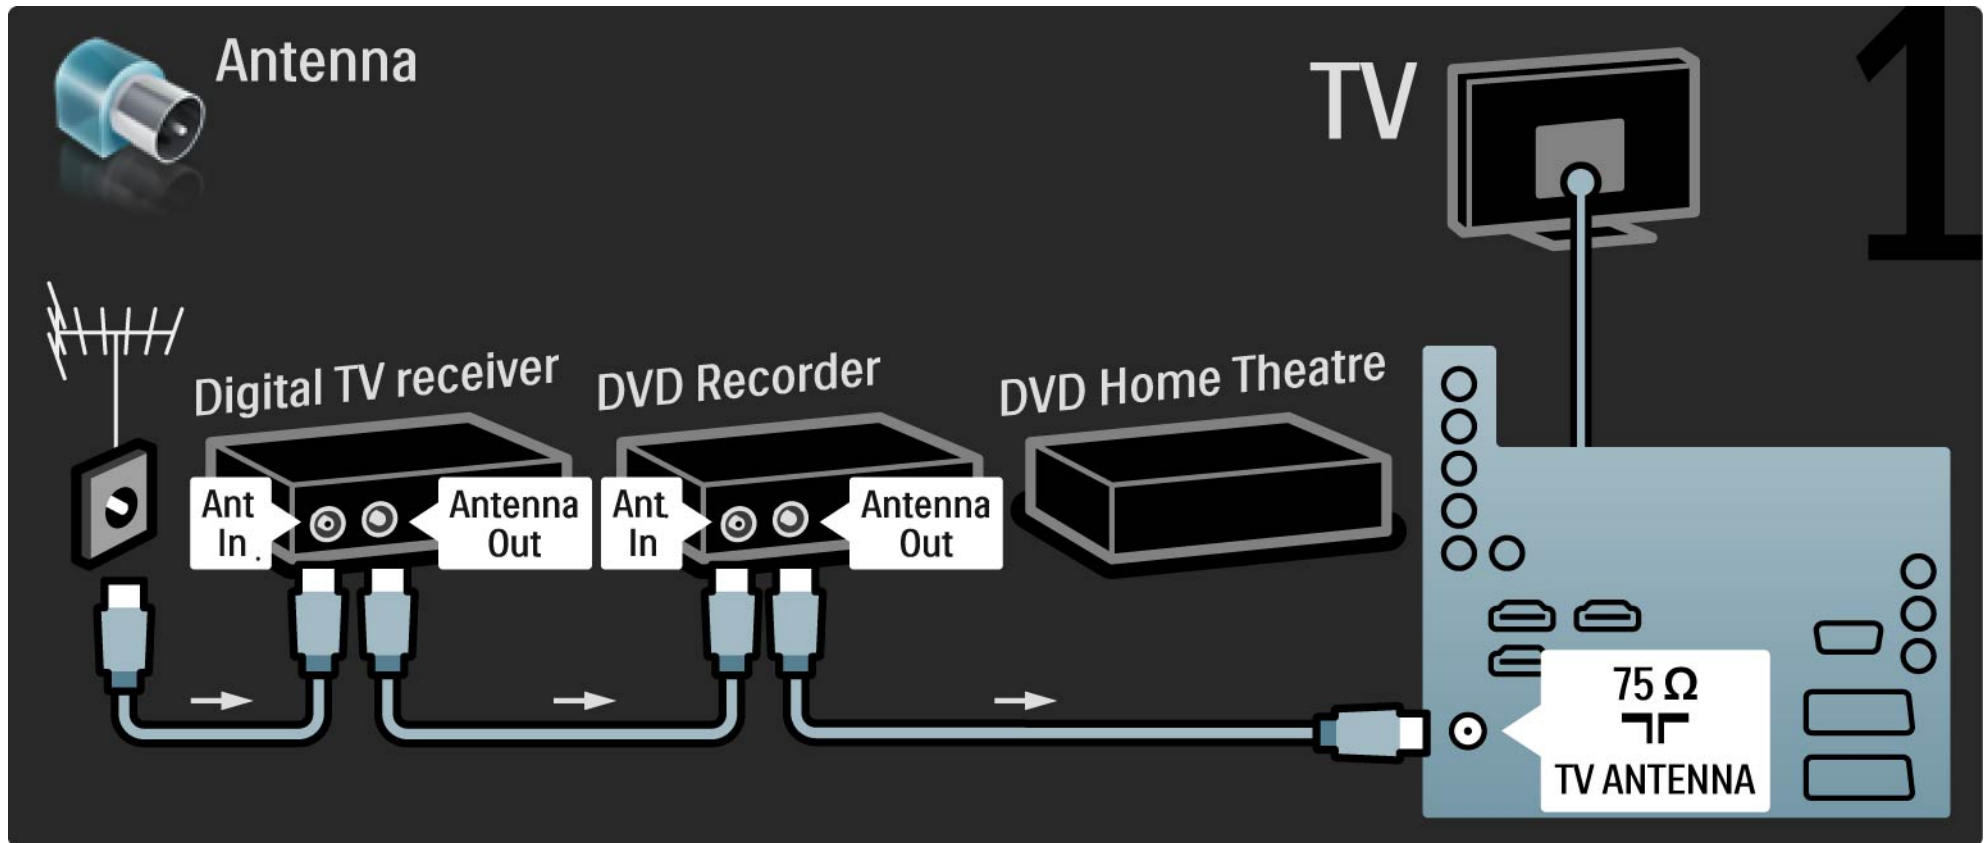 Antenna
TV
1
Digital TV receiver
DVD Recorder
DVD Home Theatre
Ant
In .
Antenna
Out
Ant.
In
Antenna
Out
75 Ω
TV ANTENNA